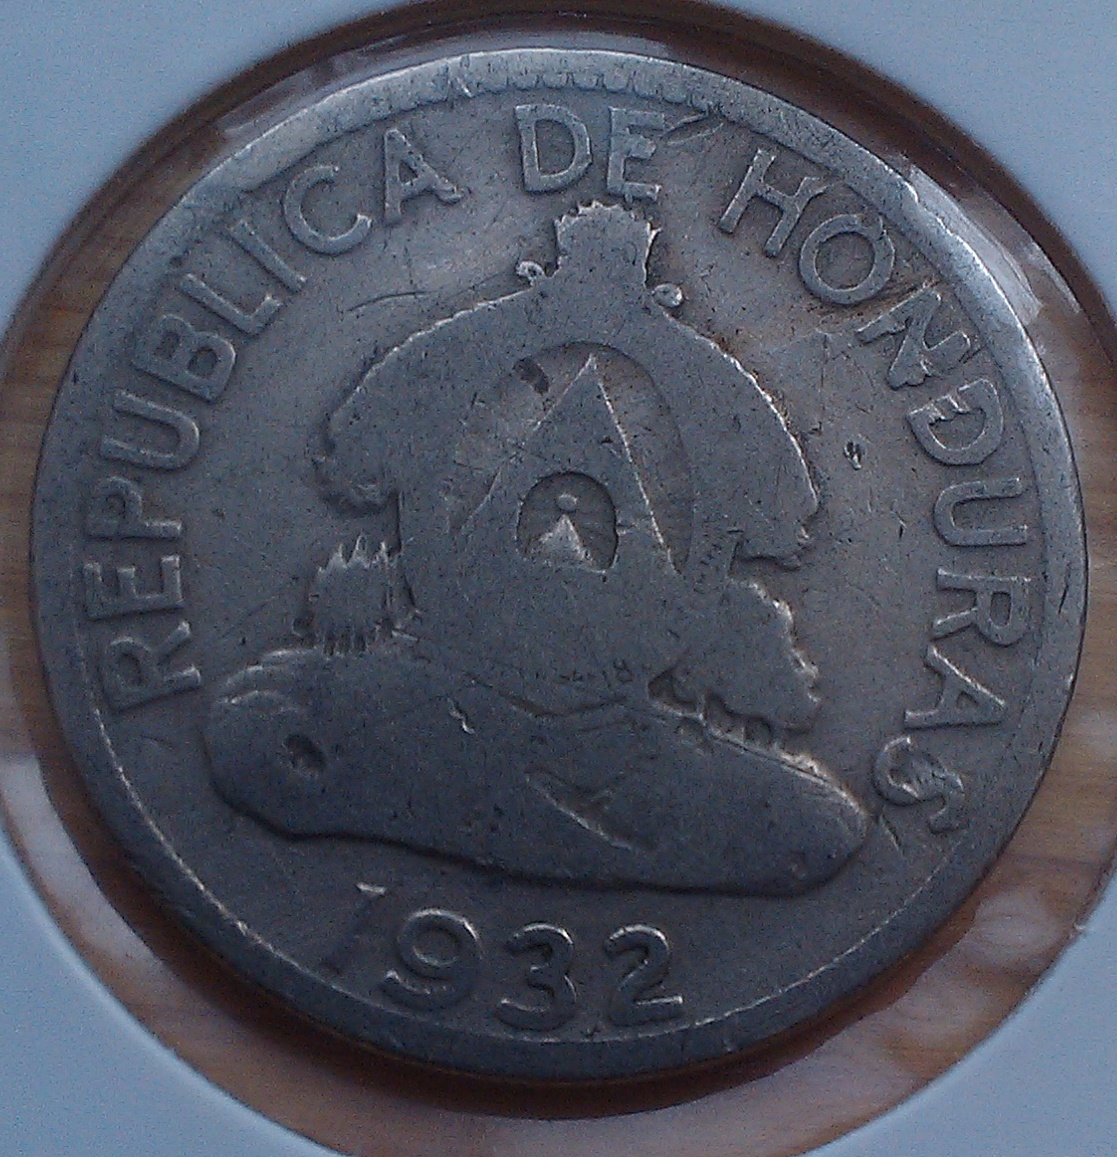 REPUBLICA DE HONDURAS
1932